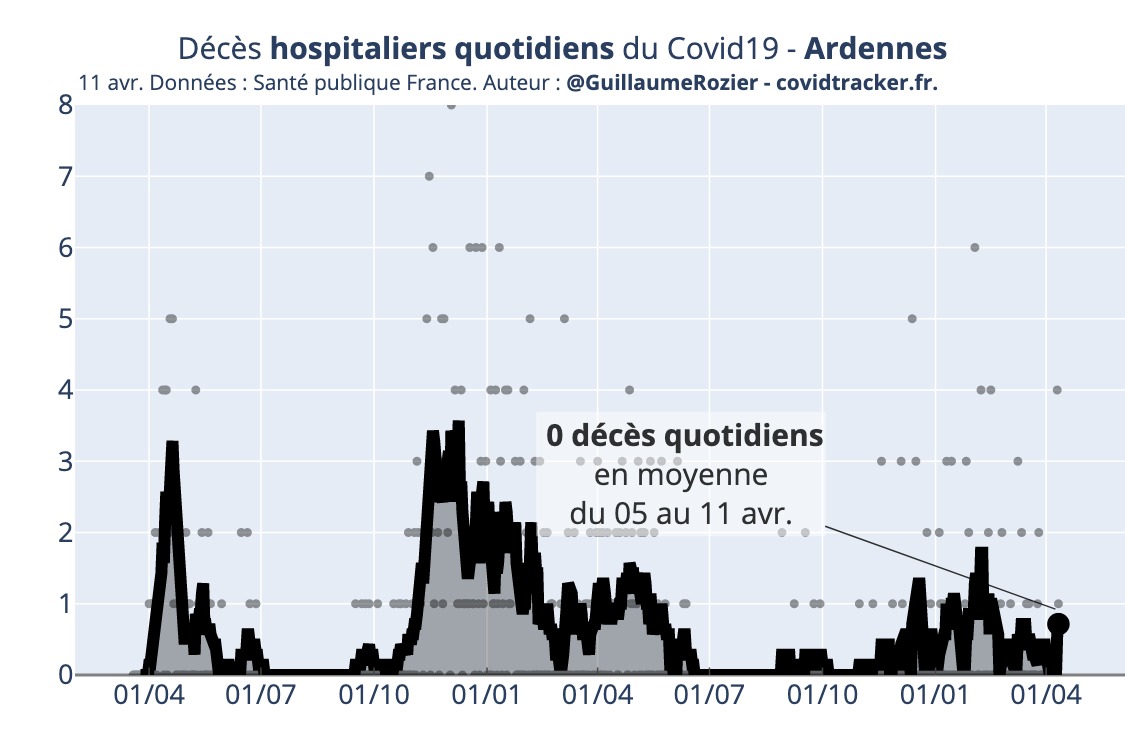 Décès hospitaliers quotidiens du Covid19 - Ardennes
11 avr. Données : Santé publique France. Auteur : @GuillaumeRozier - covidtracker.fr.
8
7
6
5
4
3
2
1
0
0 décès quotidiens
en moyenne
du 05 au 11 avr.
01/04 01/07 01/10 01/01 01/04 01/07 01/10 01/01 01/04